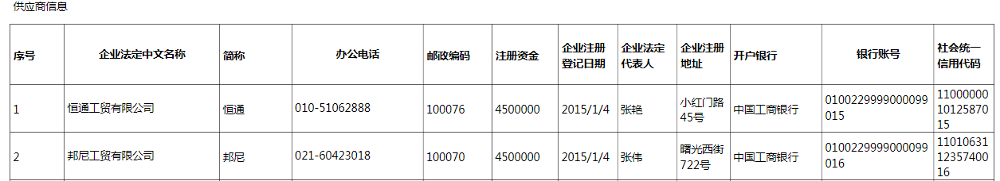 供应商信息
序号 企业法定中文名称 简称 办公电话 邮政编码 注册资金 企业注册登记日期 企业法定代表人 企业注册地址 开户银行 银行账号 社会统一信用代码
1 恒通工贸有限公司 恒通 010-51062888 100076 4500000 2015/1/4 张艳 小红门路45号 中国工商银行 0100229999000099015 110000001012587015
2 邦尼工贸有限公司 邦尼 021-60423018 100070 4500000 2015/1/4 张伟 曙光西街722号 中国工商银行 0100229999000099016 110106311235740016